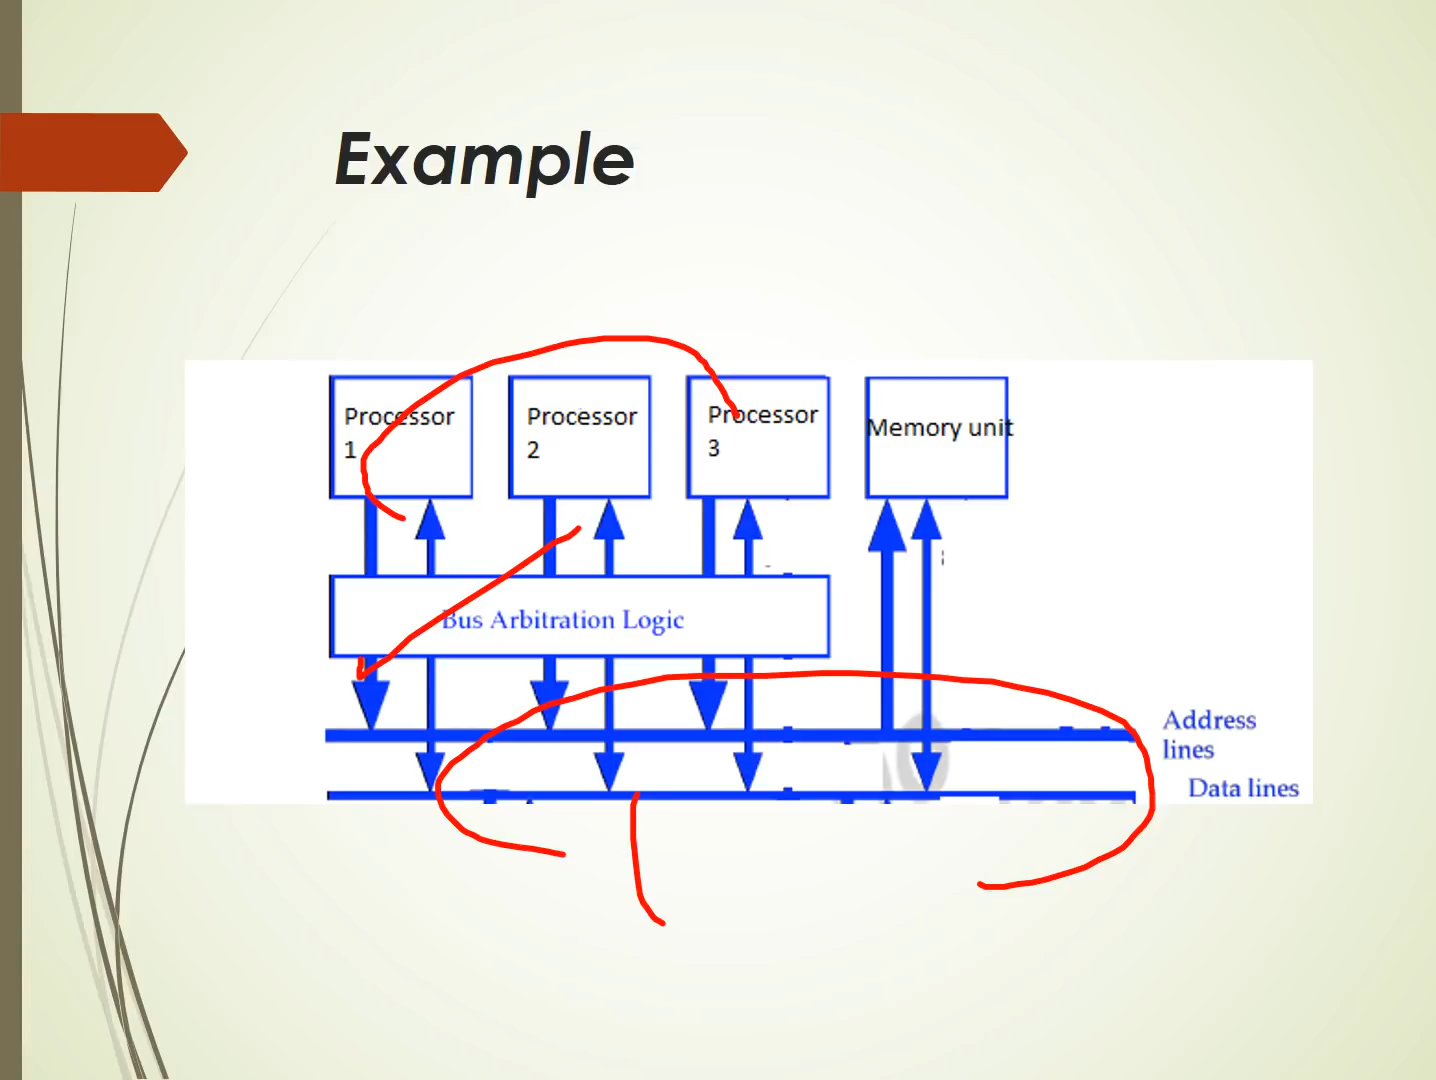 Example
Processor
1
Processor
2
Processor
3
Memory unit
Bus Arbitration Logic
Address
lines
Data lines